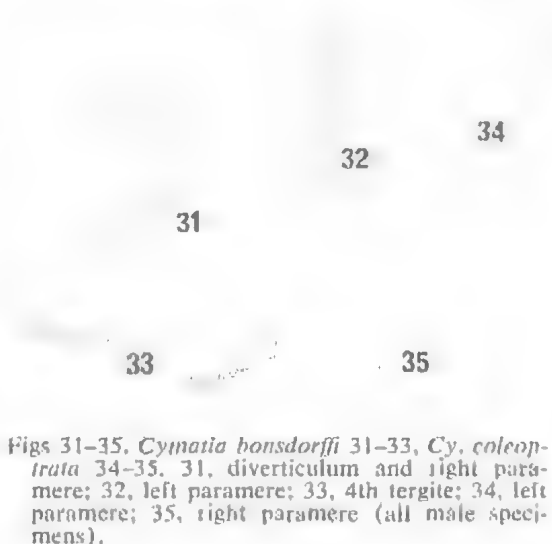 34
32
31
33
35
Figs 31–35. Cymatia bonsdorffi 31–33, Cy. coleop-
trata 34–35. 31, diverticulum and right para-
mere; 32, left paramere; 33, 4th tergite; 34, left
paramere; 35, right paramere (all male speci-
mens).